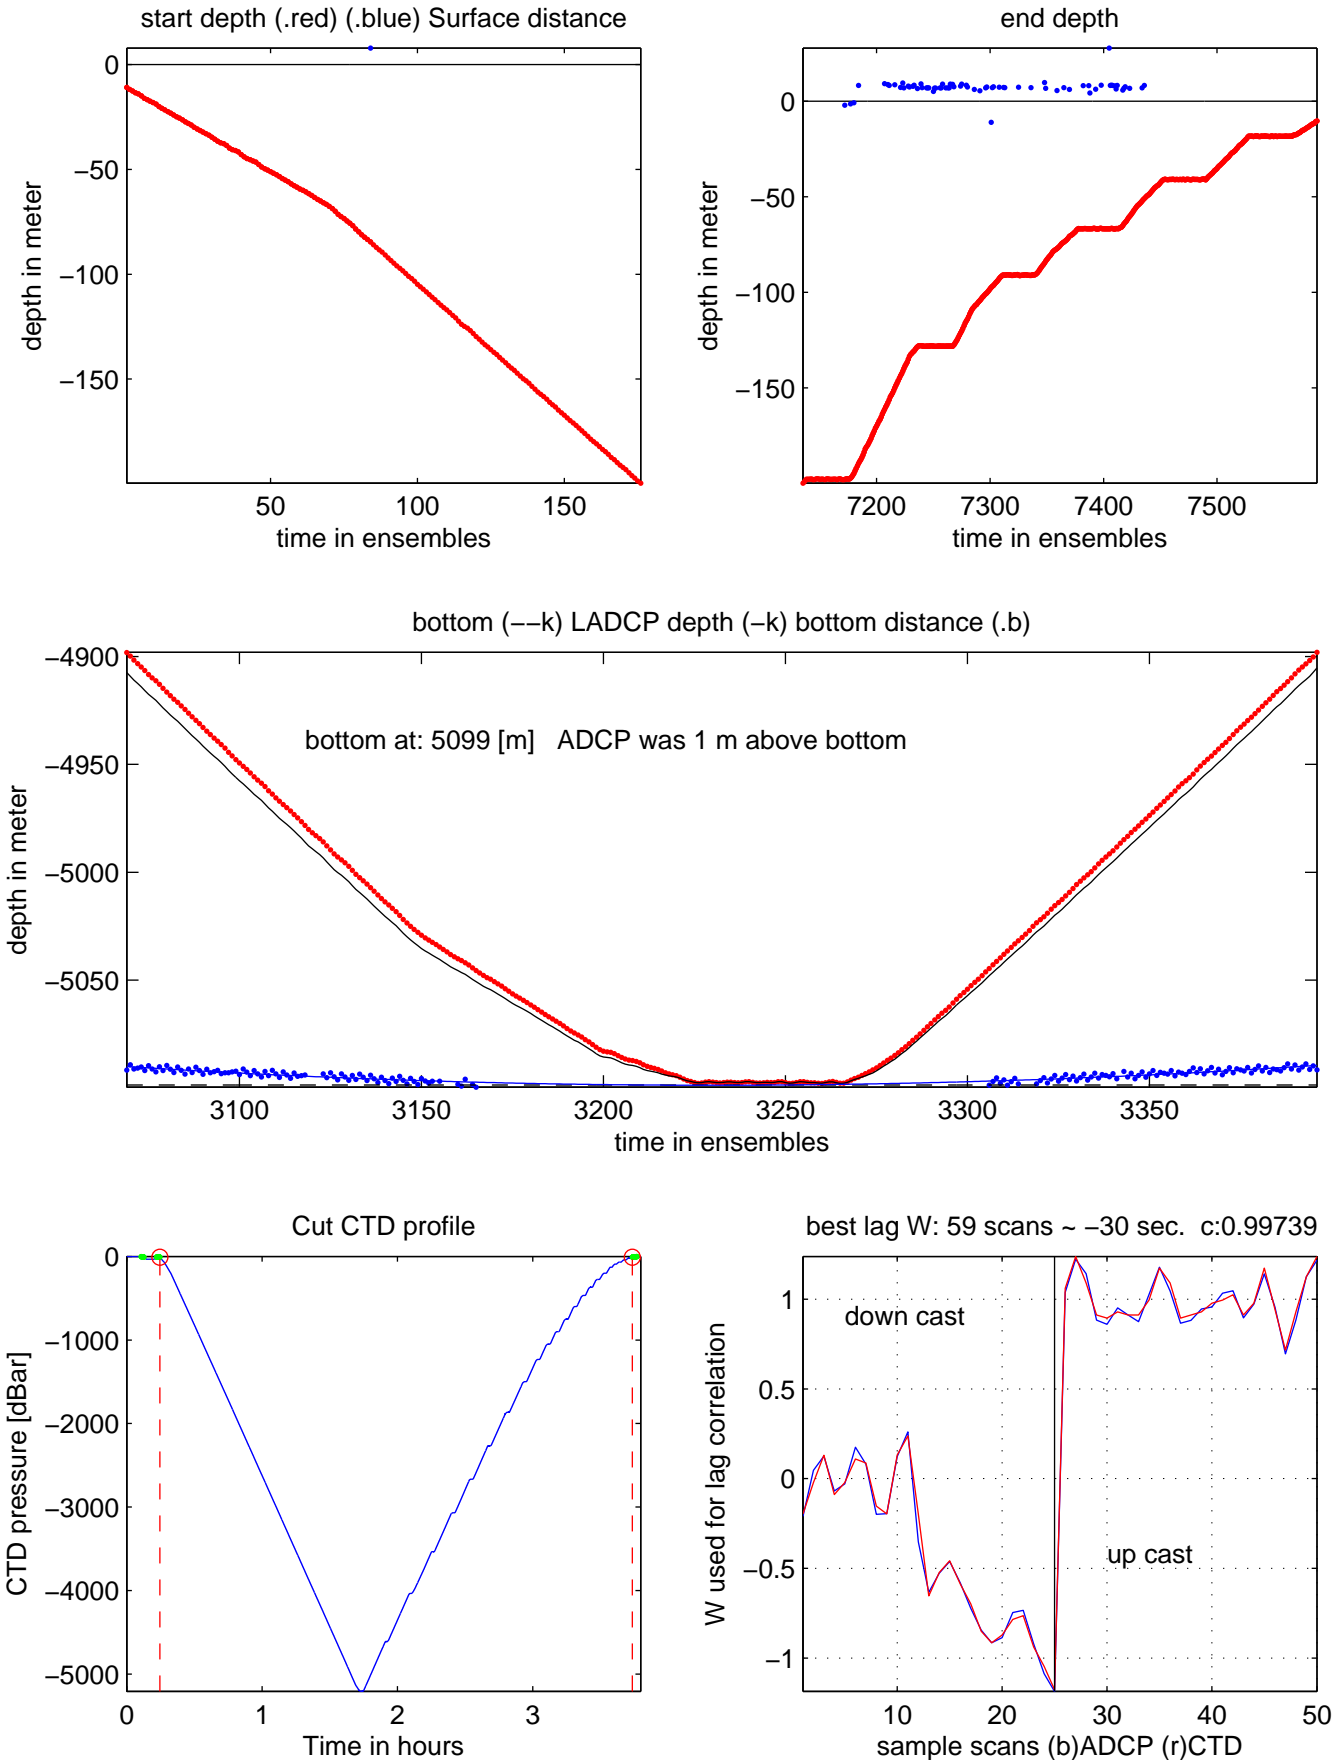 start depth (.red) (.blue) Surface distance
0
−50
−100
−150
depth in meter
50
100
150
time in ensembles
end depth
0
−50
−100
−150
depth in meter
7200
7300
7400
7500
time in ensembles
bottom (−−k) LADCP depth (−k) bottom distance (.b)
−4900
−4950
−5000
−5050
depth in meter
bottom at: 5099 [m]   ADCP was 1 m above bottom
3100
3150
3200
3250
3300
3350
time in ensembles
Cut CTD profile
0
−1000
−2000
−3000
−4000
−5000
CTD pressure [dBar]
0
1
2
3
Time in hours
best lag W: 59 scans ~ −30 sec.  c:0.99739
1
0.5
0
−0.5
−1
W used for lag correlation
down cast
up cast
10
20
30
40
50
sample scans (b)ADCP (r)CTD